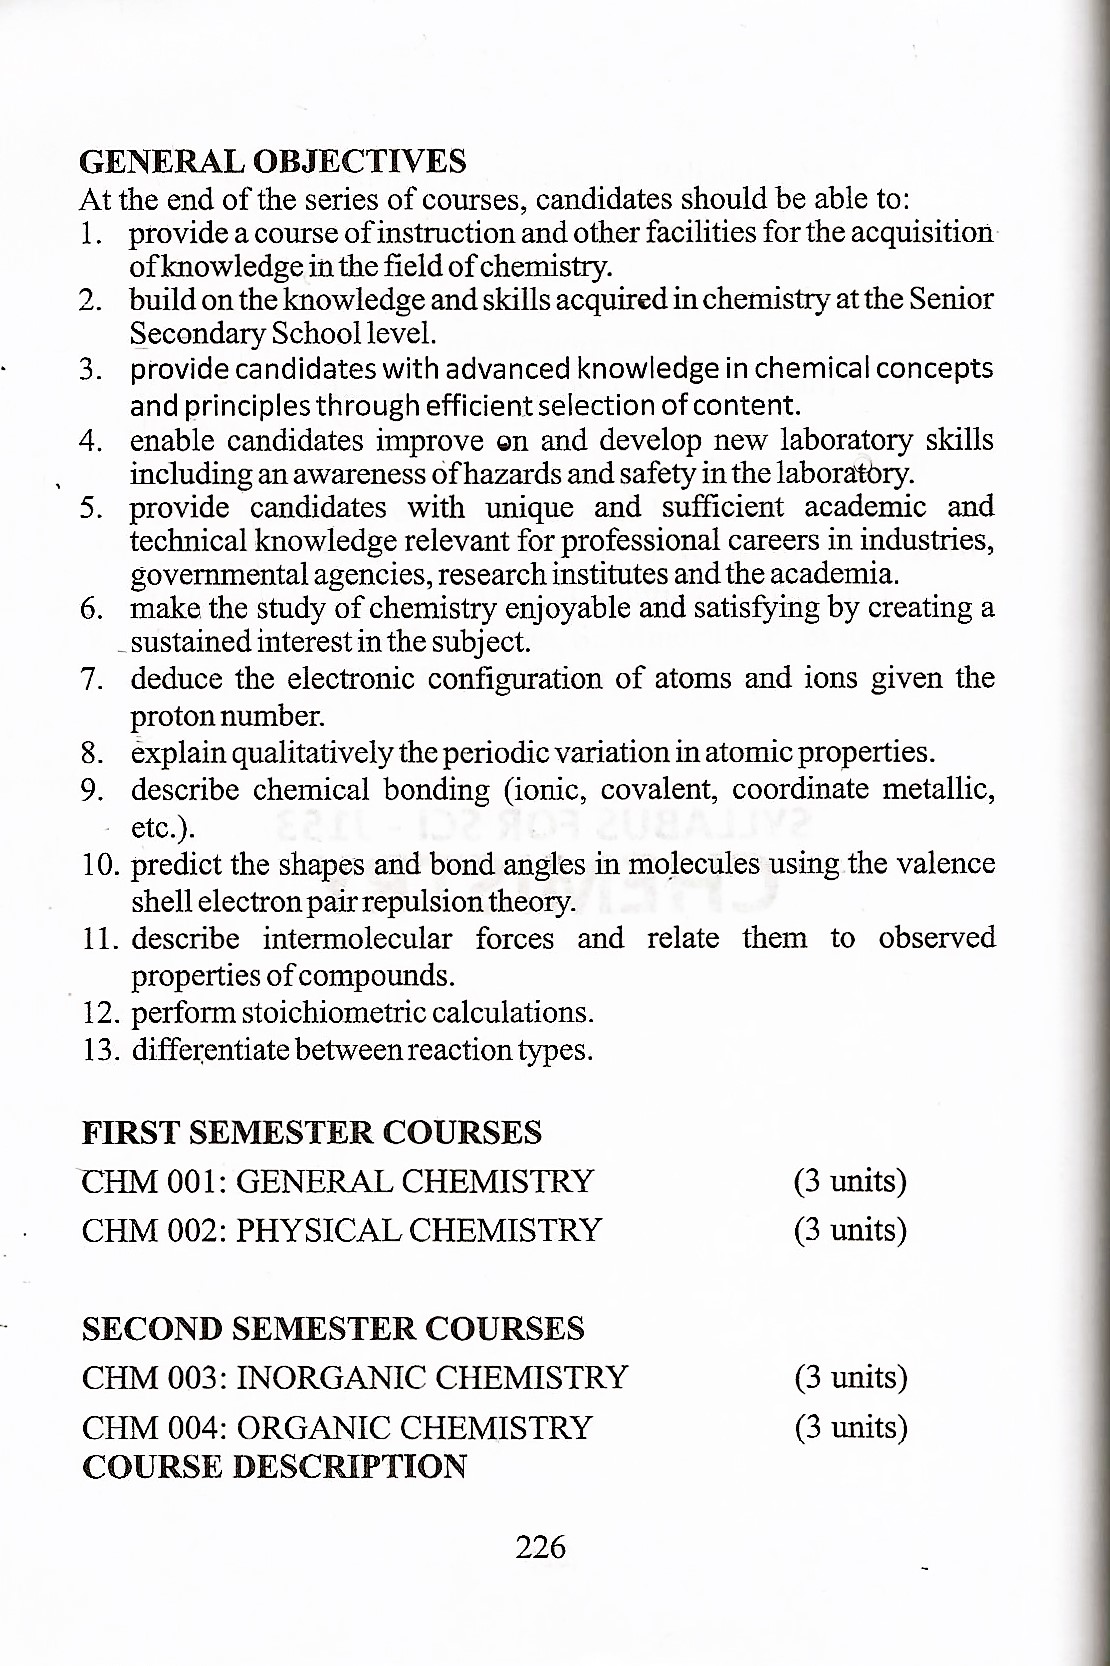 GENERAL OBJECTIVES
At the end of the series of courses, candidates should be able to:
1. provide a course of instruction and other facilities for the acquisition
of knowledge in the field of chemistry.
2. build on the knowledge and skills acquired in chemistry at the Senior
Secondary School level.
3. provide candidates with advanced knowledge in chemical concepts
and principles through efficient selection of content.
4. enable candidates improve on and develop new laboratory skills
including an awareness of hazards and safety in the laboratory.
5. provide candidates with unique and sufficient academic and
technical knowledge relevant for professional careers in industries,
governmental agencies, research institutes and the academia.
6. make the study of chemistry enjoyable and satisfying by creating a
sustained interest in the subject.
7. deduce the electronic configuration of atoms and ions given the
proton number.
8. explain qualitatively the periodic variation in atomic properties.
9. describe chemical bonding (ionic, covalent, coordinate metallic,
etc.).
10. predict the shapes and bond angles in molecules using the valence
shell electron pair repulsion theory.
11. describe intermolecular forces and relate them to observed
properties of compounds.
12. perform stoichiometric calculations.
13. differentiate between reaction types.
FIRST SEMESTER COURSES
CHM 001: GENERAL CHEMISTRY (3 units)
CHM 002: PHYSICAL CHEMISTRY (3 units)
SECOND SEMESTER COURSES
CHM 003: INORGANIC CHEMISTRY (3 units)
CHM 004: ORGANIC CHEMISTRY (3 units)
COURSE DESCRIPTION
226